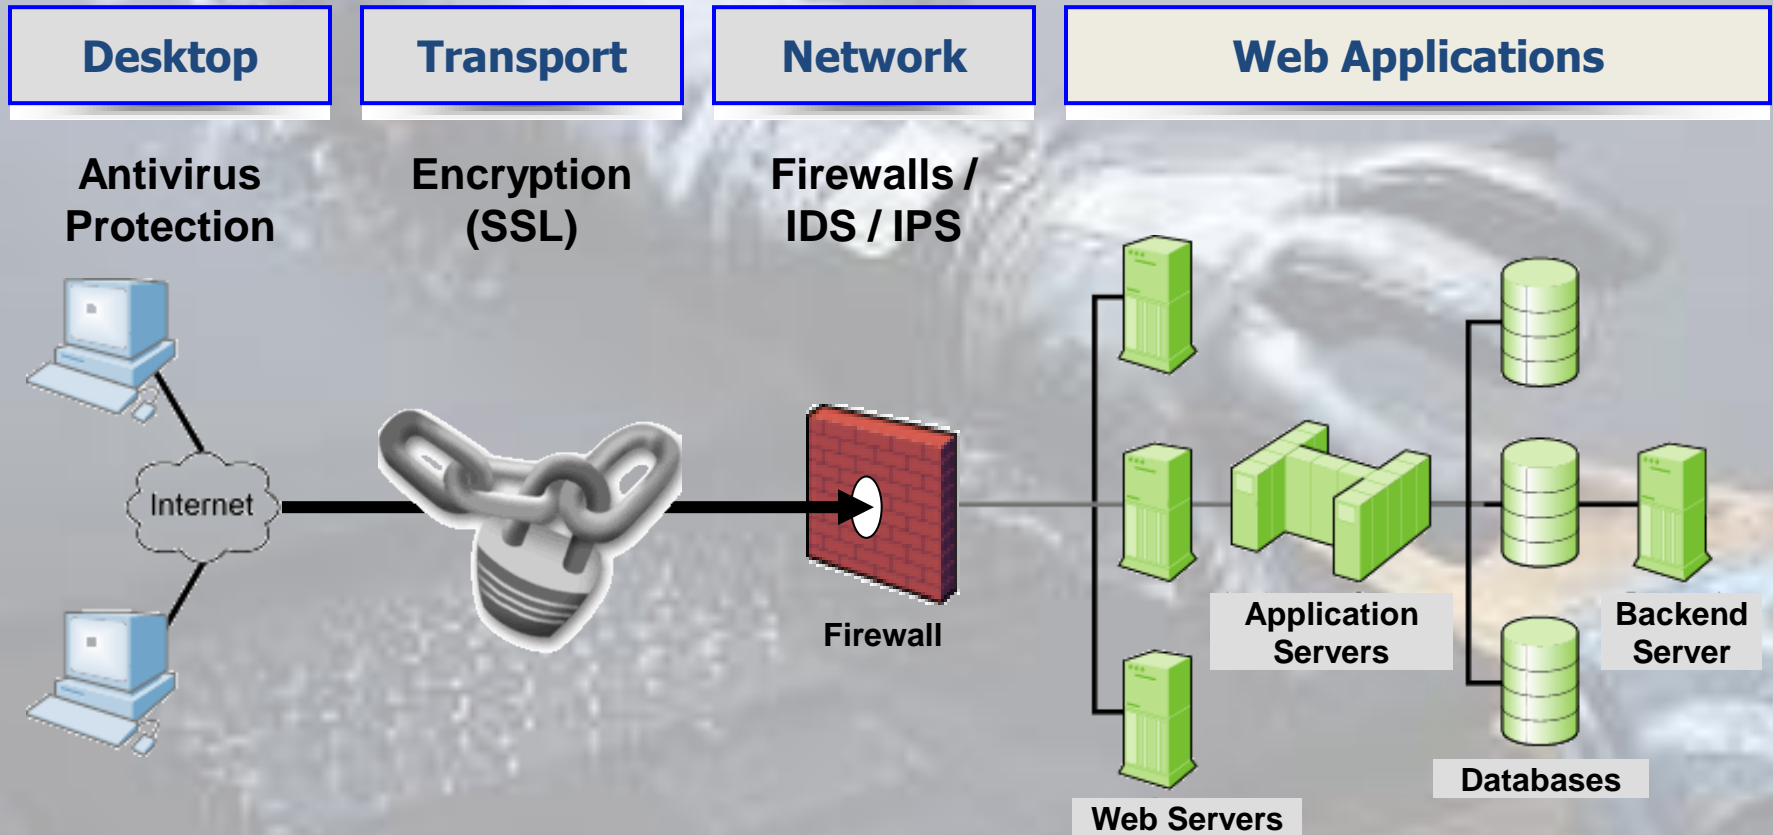 Desktop
Transport
Network
Web Applications
Antivirus
Protection
Encryption
(SSL)
Firewalls /
IDS / IPS
Internet
Firewall
Application
Servers
Backend
Server
Databases
Web Servers